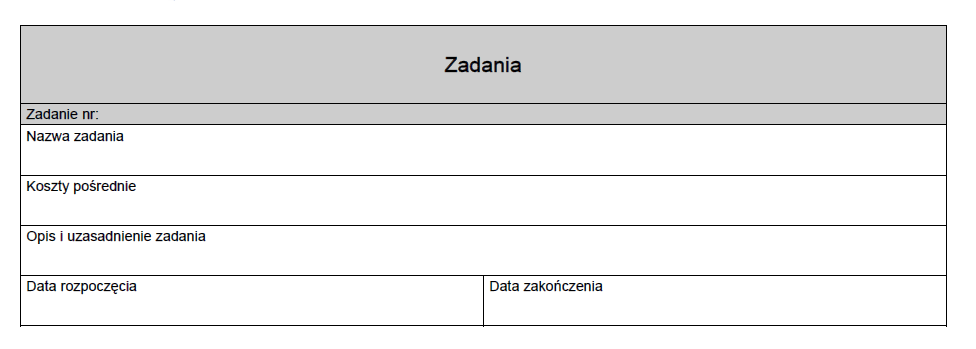 Zadania
Zadanie nr:
Nazwa zadania
Koszty pośrednie
Opis i uzasadnienie zadania
Data rozpoczęcia
Data zakończenia